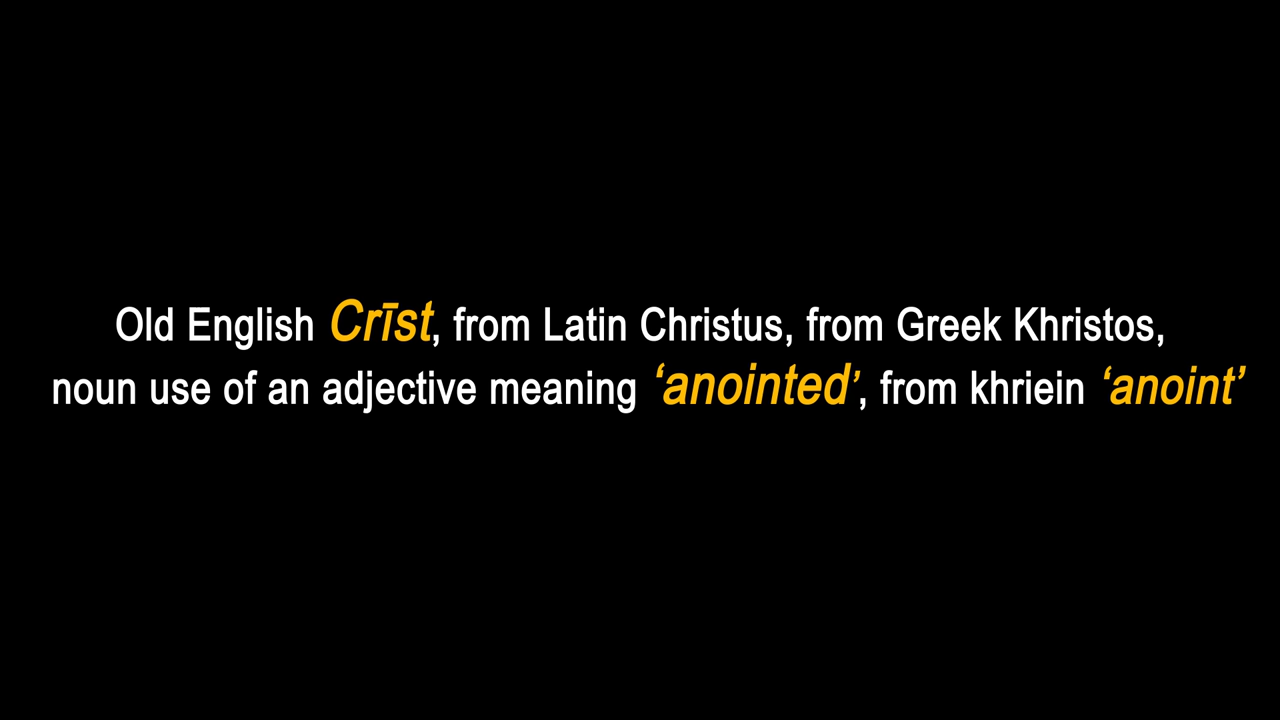 Old English Crīst, from Latin Christus, from Greek Khristos,
noun use of an adjective meaning ‘anointed’, from khriein ‘anoint’